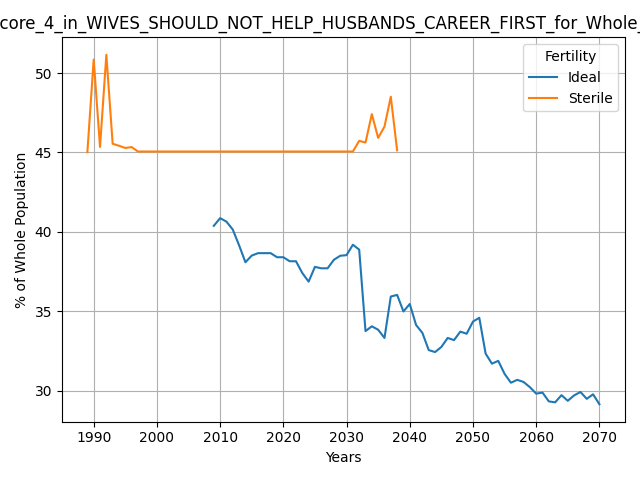 core_4_in_WIVES_SHOULD_NOT_HELP_HUSBANDS_CAREER_FIRST_for_Whole_
Fertility
Ideal
Sterile
% of Whole Population
50
45
40
35
30
1990 2000 2010 2020 2030 2040 2050 2060 2070
Years